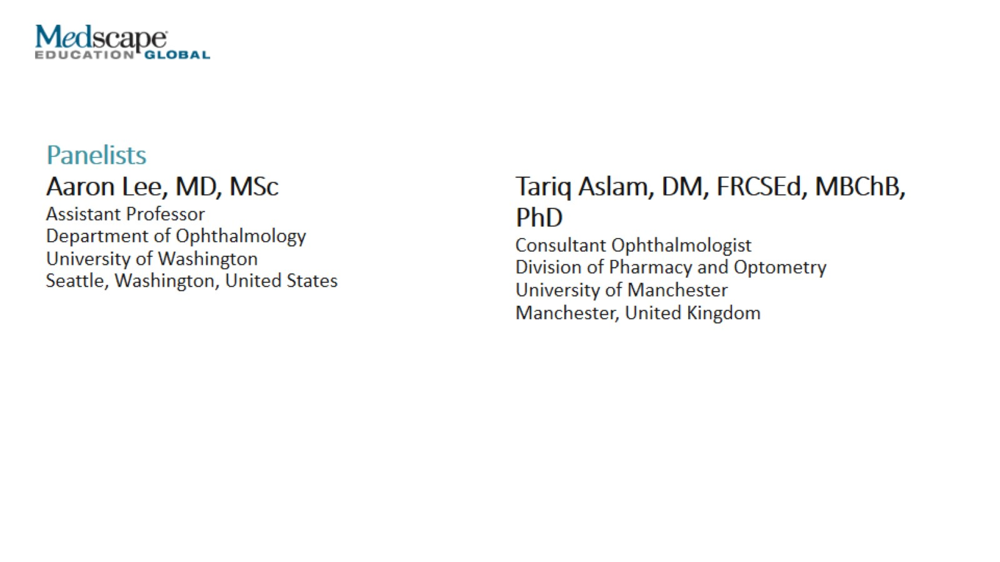 Medscape
EDUCATION GLOBAL
Panelists
Aaron Lee, MD, MSc
Assistant Professor
Department of Ophthalmology
University of Washington
Seattle, Washington, United States
Tariq Aslam, DM, FRCSEd, MBChB,
PhD
Consultant Ophthalmologist
Division of Pharmacy and Optometry
University of Manchester
Manchester, United Kingdom